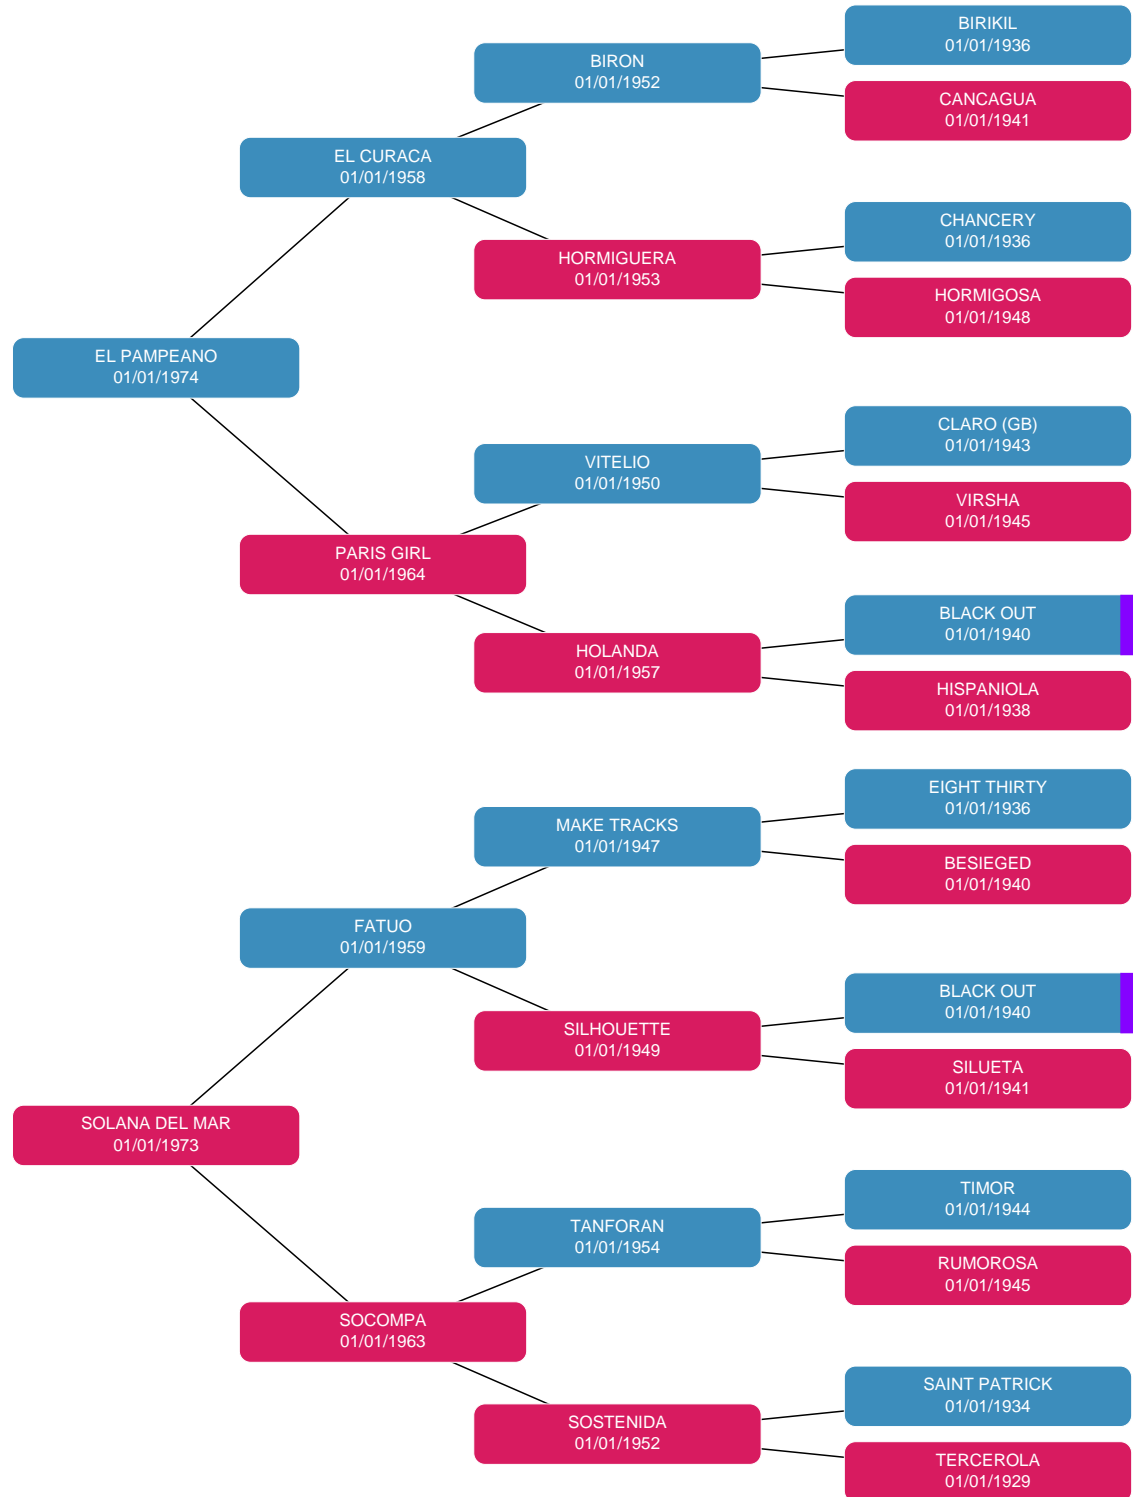 BIRIKIL
01/01/1936
BIRON
01/01/1952
CANCAGUA
01/01/1941
EL CURACA
01/01/1958
CHANCERY
01/01/1936
HORMIGUERA
01/01/1953
HORMIGOSA
01/01/1948
EL PAMPEANO
01/01/1974
CLARO (GB)
01/01/1943
VITELIO
01/01/1950
VIRSHA
01/01/1945
PARIS GIRL
01/01/1964
BLACK OUT
01/01/1940
HOLANDA
01/01/1957
HISPANIOLA
01/01/1938
EIGHT THIRTY
01/01/1936
MAKE TRACKS
01/01/1947
BESIEGED
01/01/1940
FATUO
01/01/1959
BLACK OUT
01/01/1940
SILHOUETTE
01/01/1949
SILUETA
01/01/1941
SOLANA DEL MAR
01/01/1973
TIMOR
01/01/1944
TANFORAN
01/01/1954
RUMOROSA
01/01/1945
SOCOMPA
01/01/1963
SAINT PATRICK
01/01/1934
SOSTENIDA
01/01/1952
TERCEROLA
01/01/1929